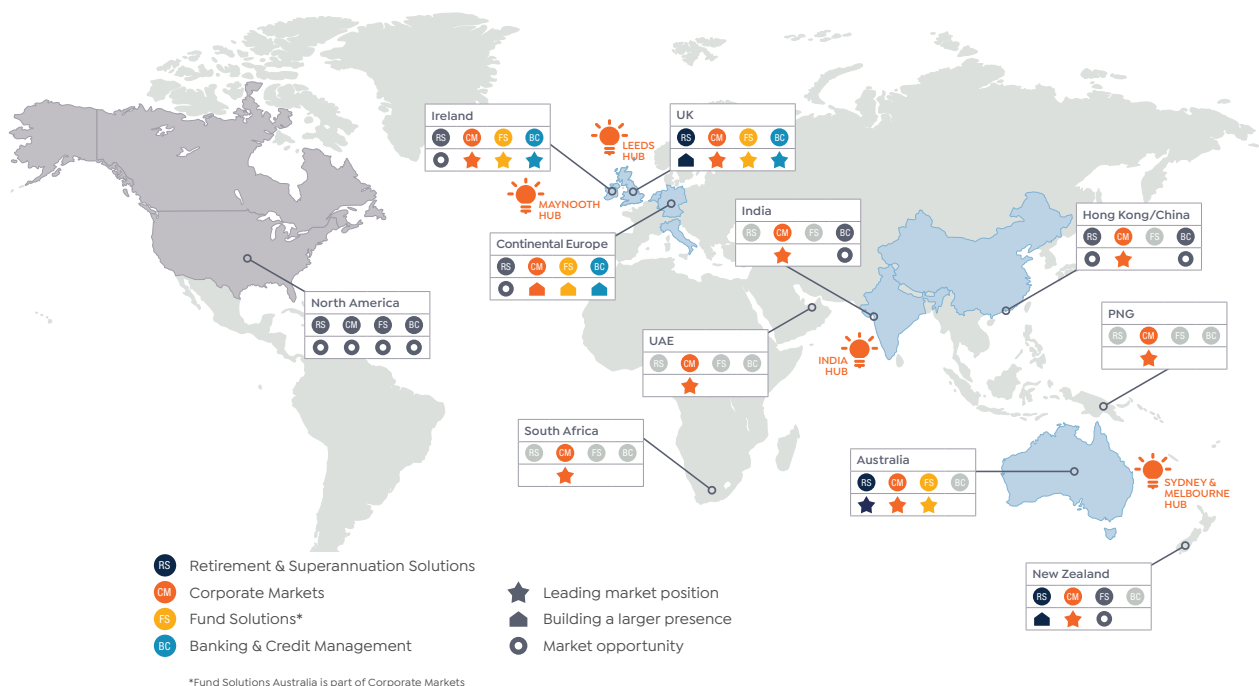 Ireland
RS CM FS BC
LEEDS
HUB
UK
RS CM FS BC
MAYNOOTH
HUB
Continental Europe
RS CM FS BC
India
RS CM FS BC
Hong Kong/China
RS CM FS BC
North America
RS CM FS BC
UAE
RS CM FS BC
INDIA
HUB
PNG
RS CM FS BC
South Africa
RS CM FS BC
Australia
RS CM FS BC
SYDNEY &
MELBOURNE
HUB
New Zealand
RS CM FS BC
RS Retirement & Superannuation Solutions
CM Corporate Markets
FS Fund Solutions*
BC Banking & Credit Management
Leading market position
Building a larger presence
Market opportunity
*Fund Solutions Australia is part of Corporate Markets